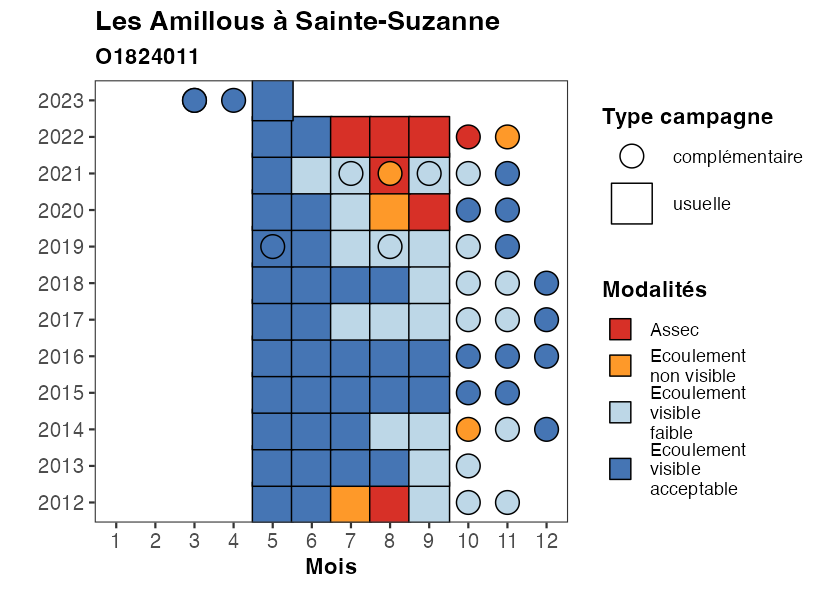 Les Amillous à Sainte-Suzanne
O1824011
2023
2022
2021
2020
2019
2018
2017
2016
2015
2014
2013
2012
1 2 3 4 5 6 7 8 9 10 11 12
Mois
Type campagne
complémentaire
usuelle
Modalités
Assec
Ecoulement
non visible
Ecoulement
visible
faible
Ecoulement
visible
acceptable